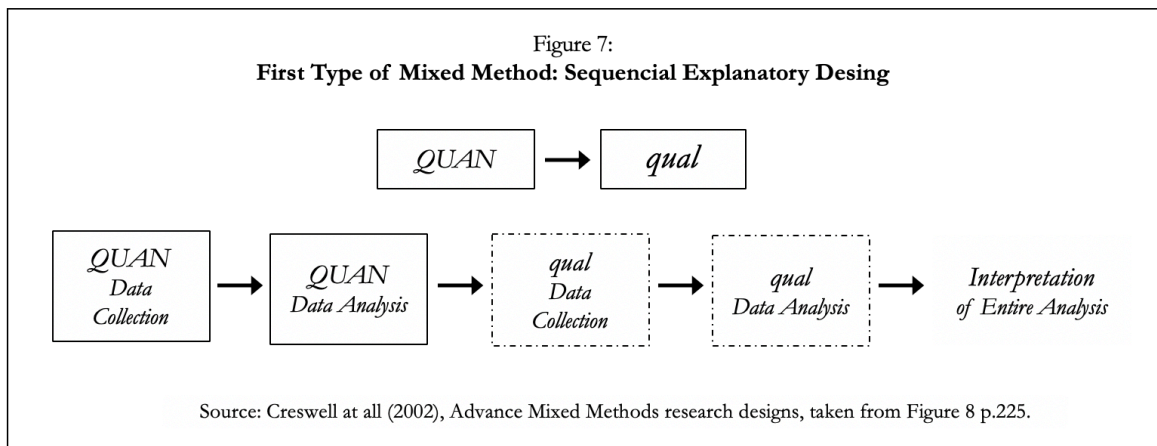 Figure 7:
First Type of Mixed Method: Sequencial Explanatory Desing
QUAN
qual
QUAN
Data
Collection
QUAN
Data Analysis
qual
Data
Collection
qual
Data Analysis
Interpretation
of Entire Analysis
Source: Creswell at all (2002), Advance Mixed Methods research designs, taken from Figure 8 p.225.